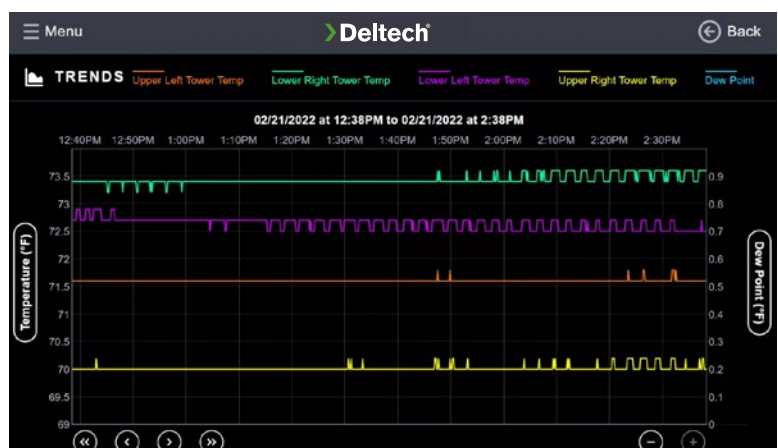 Menu
Deltech®
Back
TRENDS Upper Left Tower Temp Lower Right Tower Temp Lower Left Tower Temp Upper Right Tower Temp Dew Point
02/21/2022 at 12:38PM to 02/21/2022 at 2:38PM
12:40PM 12:50PM 1:00PM 1:10PM 1:20PM 1:30PM 1:40PM 1:50PM 2:00PM 2:10PM 2:20PM 2:30PM
73.5 0.9
73 0.8
72.5 0.7
72 0.6
71.5 0.5
71 0.4
70.5 0.3
70 0.2
69.5 0.1
69 0
Temperature (°F)
Dew Point (°F)